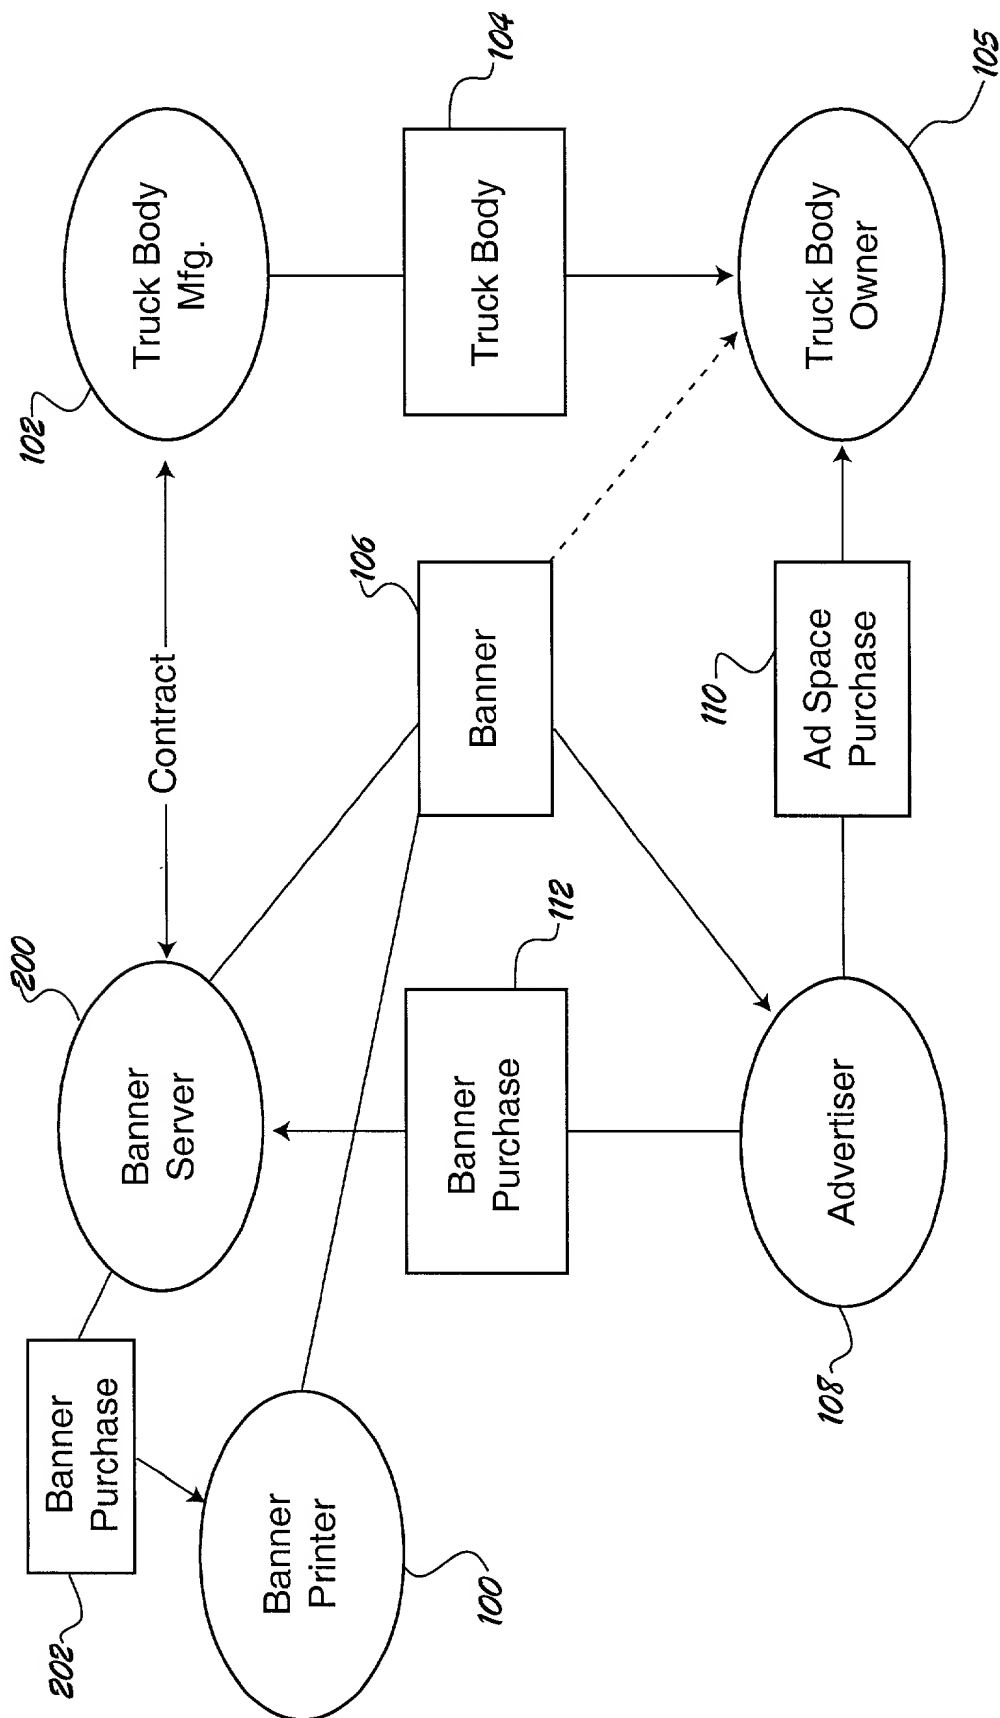 202
Banner
Purchase
200
Banner
Server
Contract
102
Truck Body
Mfg.
Banner
Printer
100
Banner
Purchase
112
106
Banner
Truck Body
104
108
Advertiser
110
Ad Space
Purchase
Truck Body
Owner
105